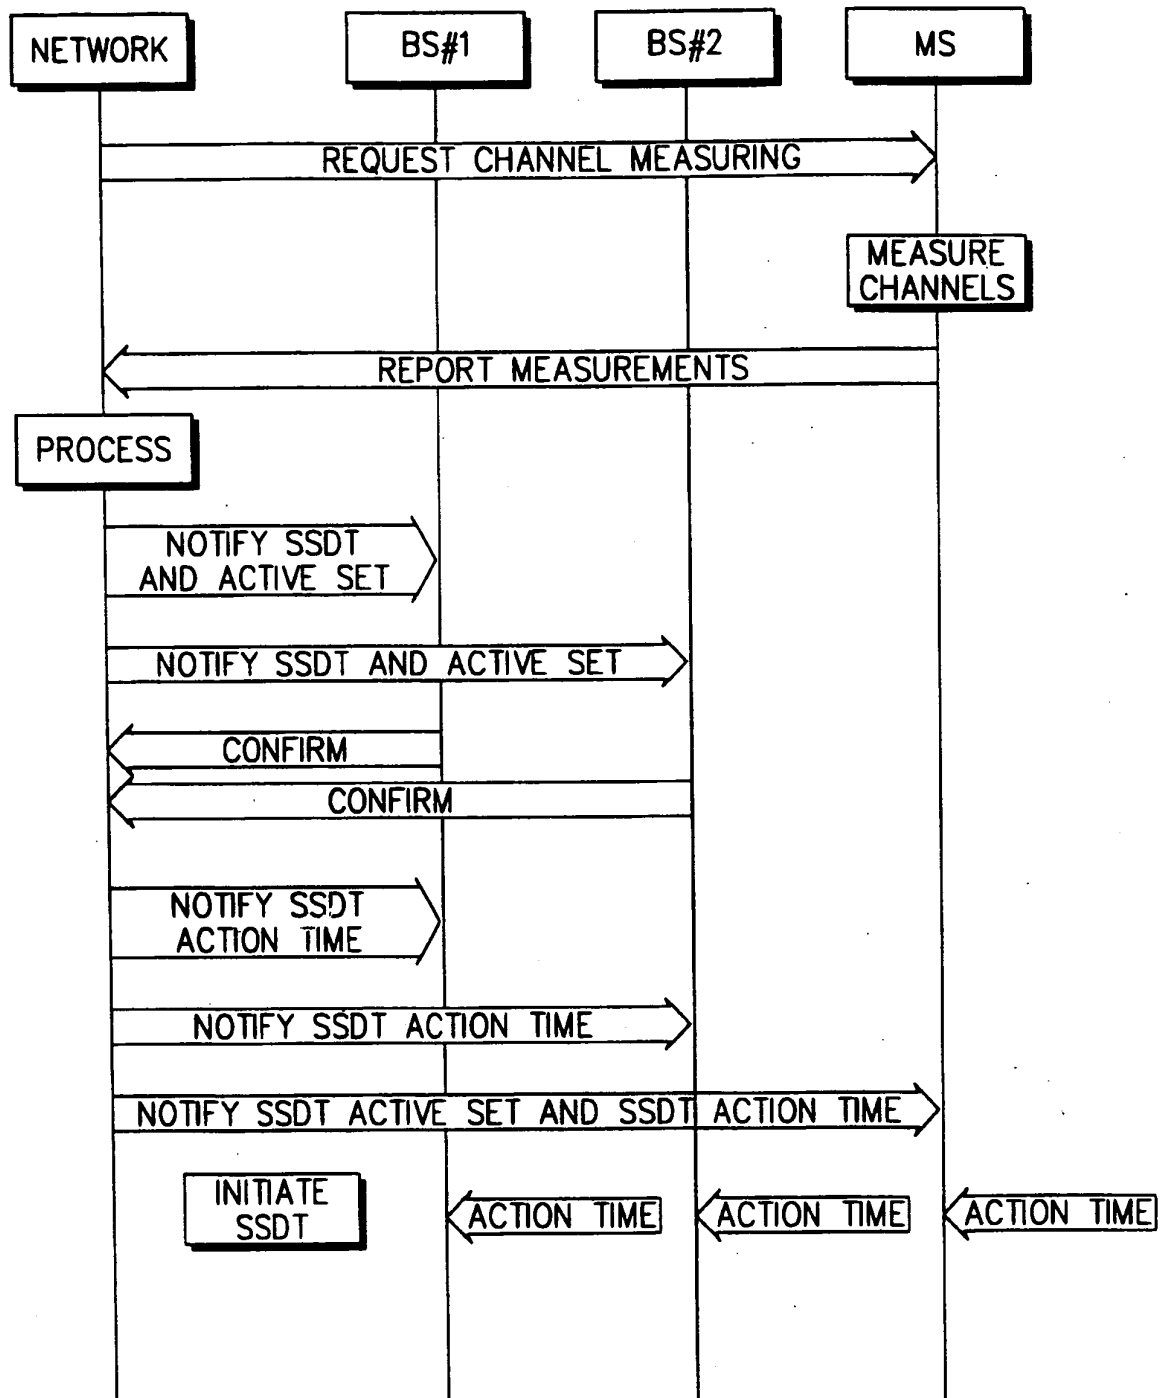 NETWORK
BS#1
BS#2
MS
REQUEST CHANNEL MEASURING
MEASURE
CHANNELS
REPORT MEASUREMENTS
PROCESS
NOTIFY SSDT
AND ACTIVE SET
NOTIFY SSDT AND ACTIVE SET
CONFIRM
CONFIRM
NOTIFY SSDT
ACTION TIME
NOTIFY SSDT ACTION TIME
NOTIFY SSDT ACTIVE SET AND SSDT ACTION TIME
INITIATE
SSDT
ACTION TIME
ACTION TIME
ACTION TIME